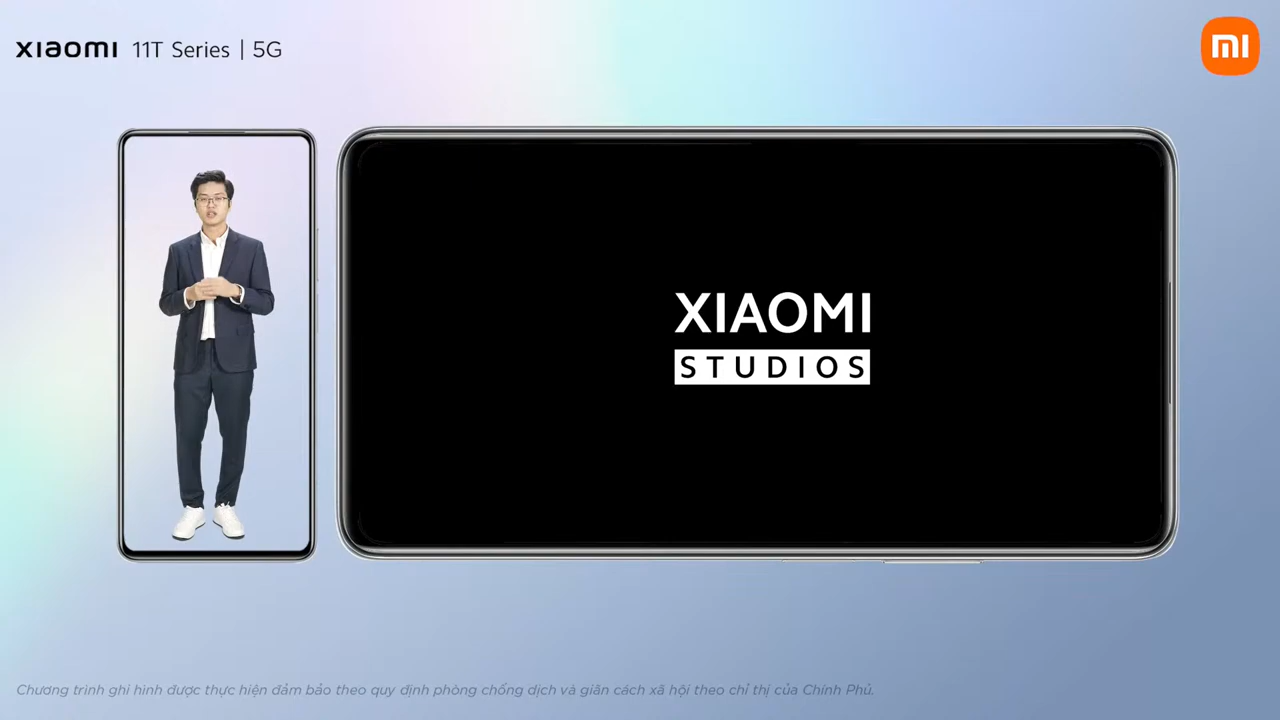 XIAOMI 11T Series | 5G
MI
XIAOMI
STUDIOS
Chương trình ghi hình được thực hiện đảm bảo theo quy định phòng chống dịch và giãn cách xã hội theo chỉ thị của Chính Phủ.